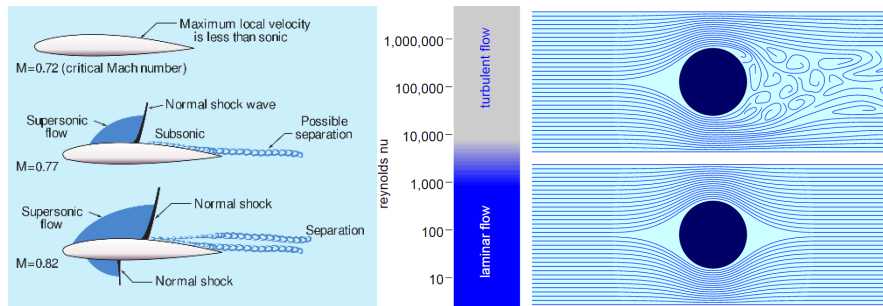 Maximum local velocity
is less than sonic
M=0.72 (critical Mach number)
Normal shock wave
Supersonic
flow
Subsonic
Possible
separation
M=0.77
Supersonic
flow
Normal shock
Separation
M=0.82
Normal shock
reynolds nu
1,000,000
100,000
10,000
1,000
100
10
turbulent flow
laminar flow